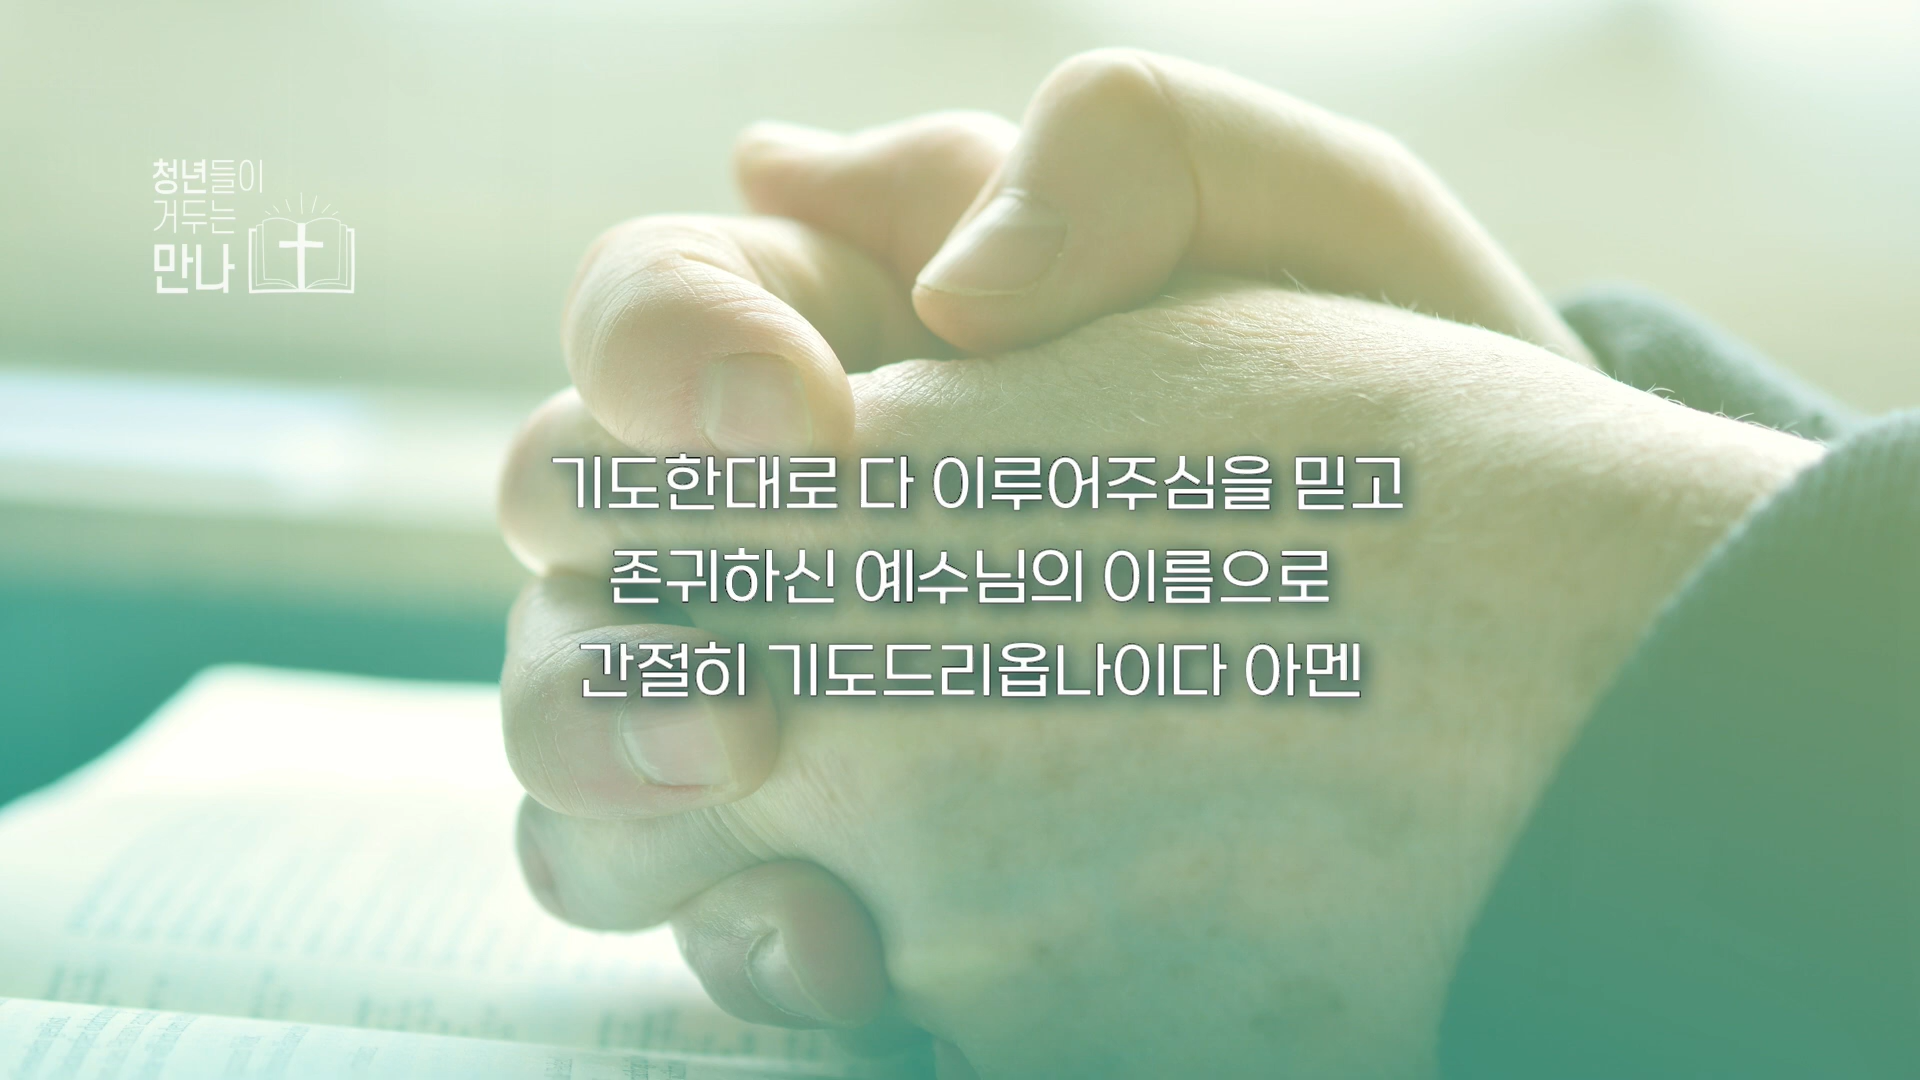 청년들이
거두는
만나
기도한대로 다 이루어주심을 믿고
존귀하신 예수님의 이름으로
간절히 기도드리옵나이다 아멘